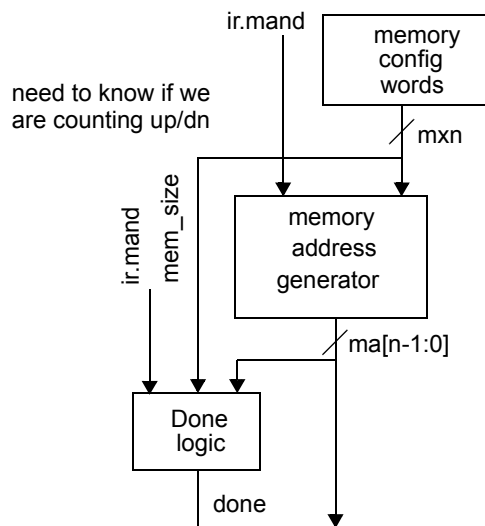 ir.mand
memory
config
words
need to know if we
are counting up/dn
mxn
ir.mand
mem_size
memory
address
generator
ma[n-1:0]
Done
logic
done